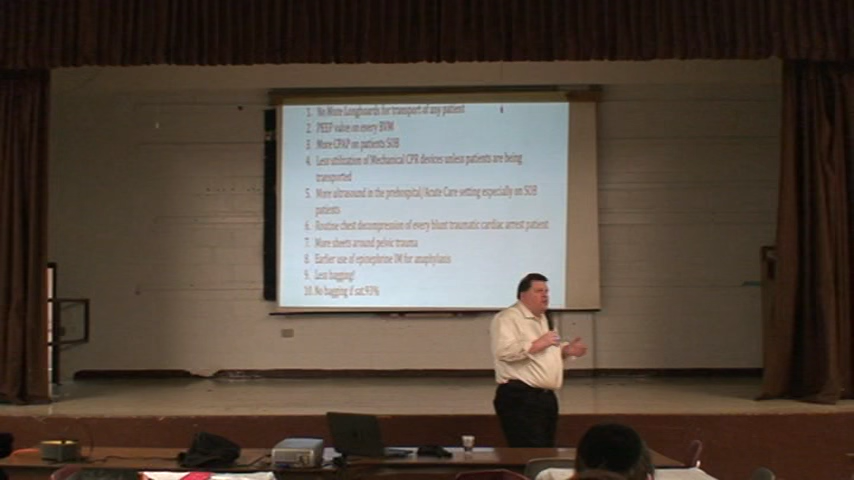 1. No More Longboards for transport of any patient
2. PEEP valve on every BVM
3. More CPAP on patients SOB
4. Less utilization of Mechanical CPR devices unless patients are being
transported
5. More ultrasound in the prehospital/Acute Care setting especially on SOB
patients
6. Routine chest decompression of every blunt traumatic cardiac arrest patient
7. More sheets around pelvic trauma
8. Earlier use of epinephrine IM for anaphylaxis
9. Less bagging!
10. No bagging if sat 93%